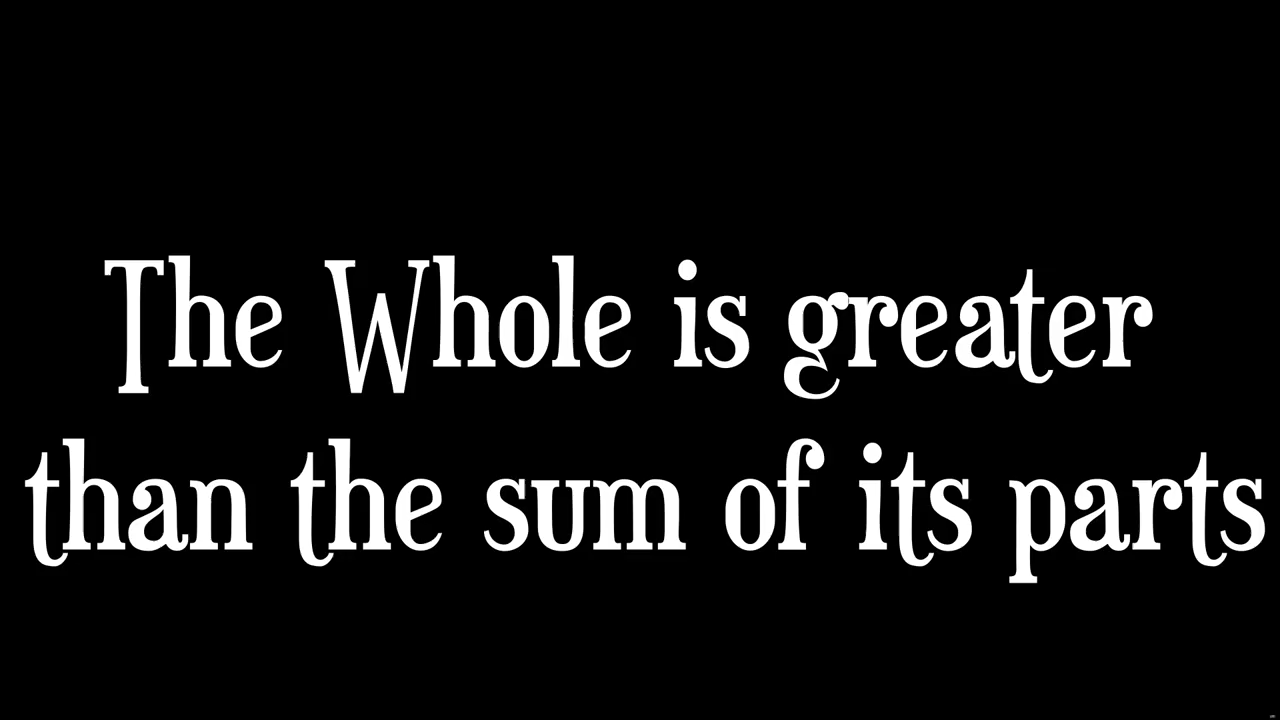 The Whole is greater
than the sum of its parts